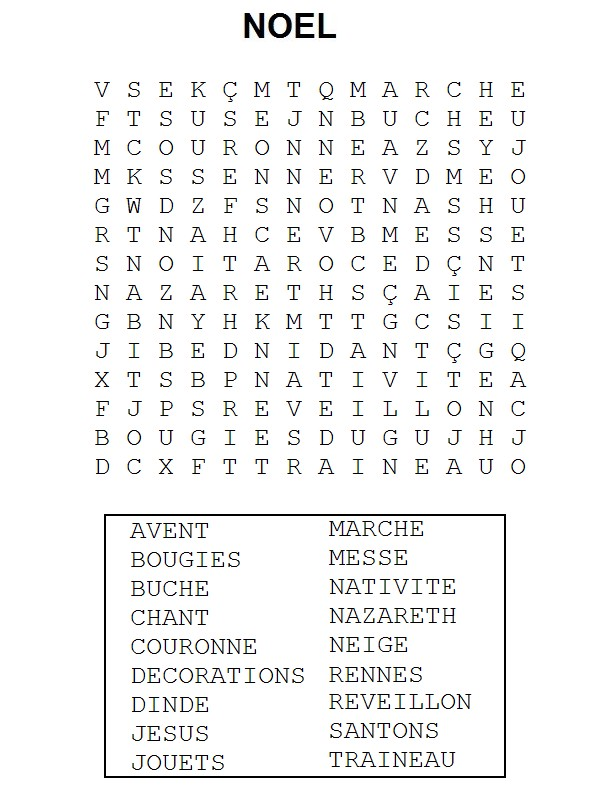 NOEL
V S E K Ç M T Q M A R C H E
F T S U S E J N B U C H E U
M C O U R O N N E A Z S Y J
M K S S E N N E R V D M E O
G W D Z F S N O T N A S H U
R T N A H C E V B M E S S E
S N O I T A R O C E D Ç N T
N A Z A R E T H S Ç A I E S
G B N Y H K M T T G C S I I
J I B E D N I D A N T Ç G Q
X T S B P N A T I V I T E A
F J P S R E V E I L L O N C
B O U G I E S D U G U J H J
D C X F T T R A I N E A U O
AVENT MARCHE
BOUGIES MESSE
BUCHE NATIVITE
CHANT NAZARETH
COURONNE NEIGE
DECORATIONS RENNES
DINDE REVEILLON
JESUS SANTONS
JOUETS TRAINEAU